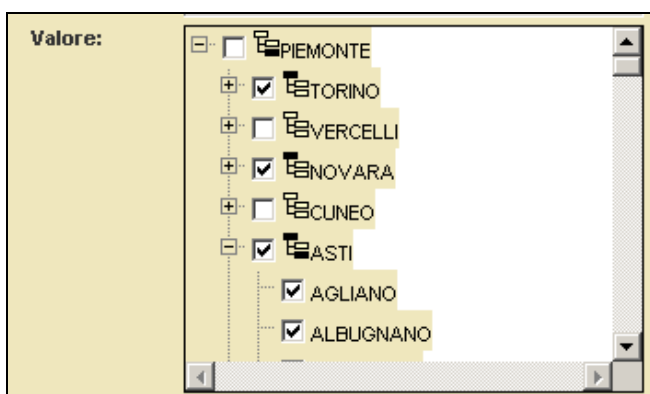 Valore:
PIEMONTE
TORINO
VERCELLI
NOVARA
CUNEO
ASTI
AGLIANO
ALBUGNANO